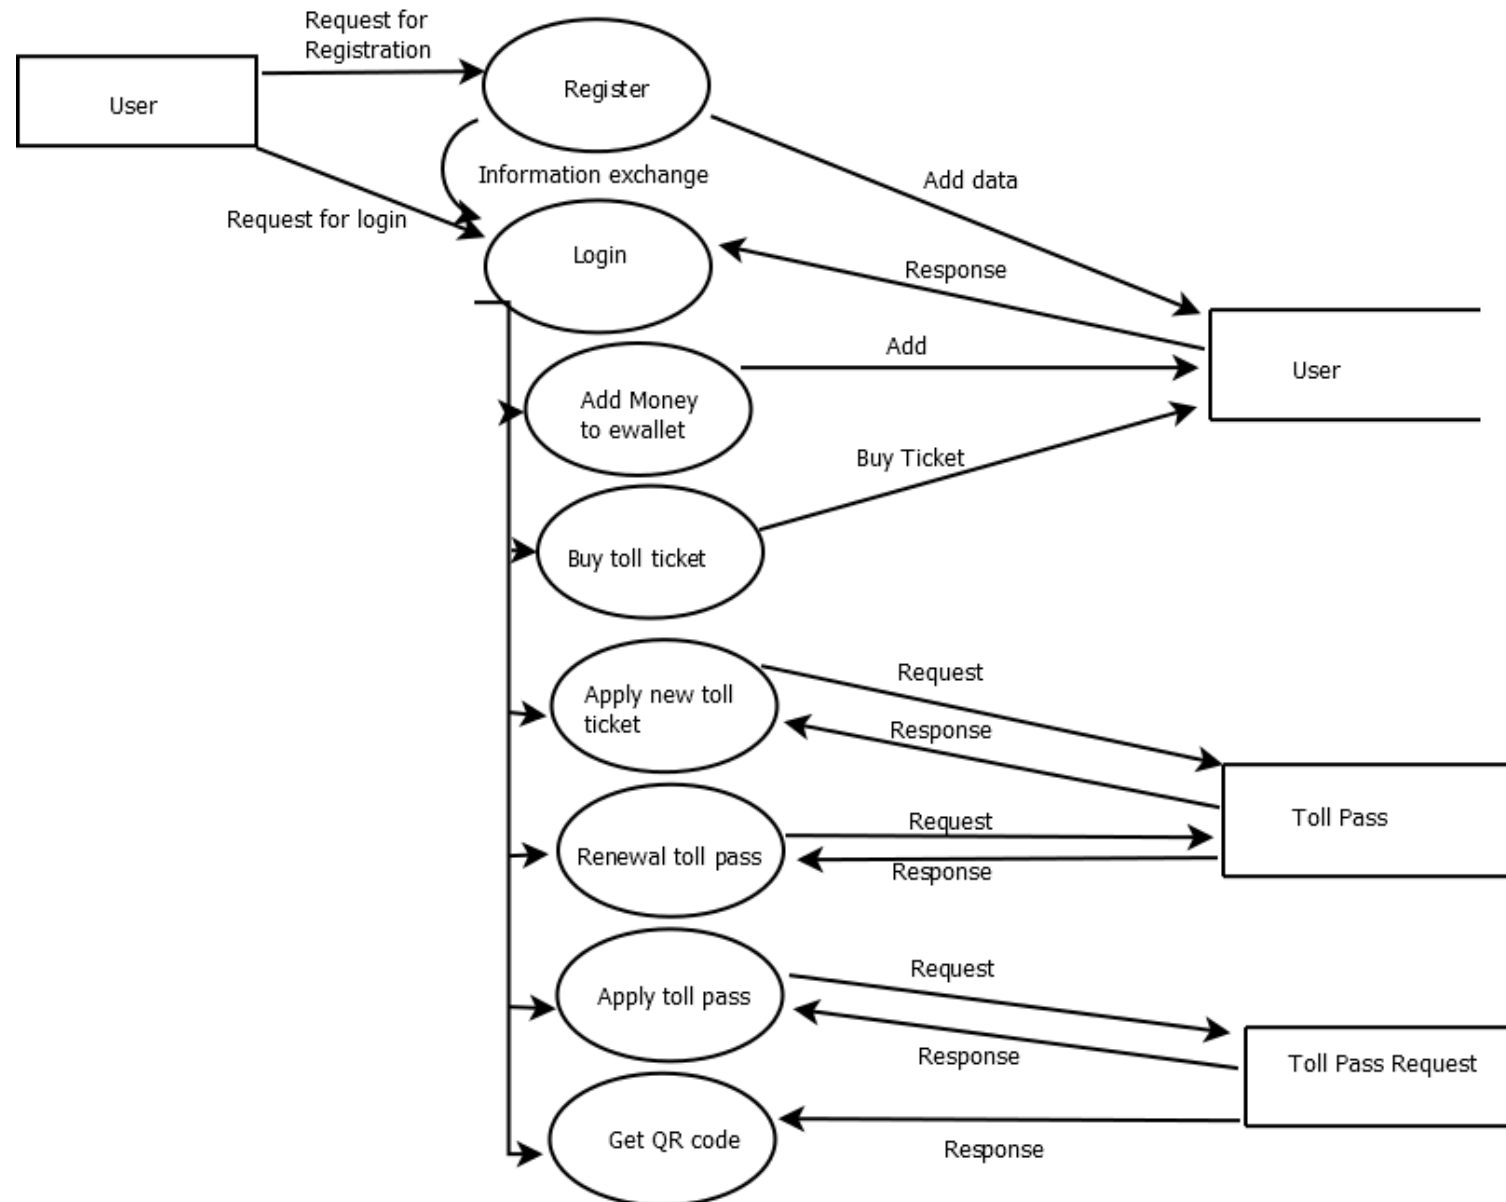 Request for
Registration
User
Register
Information exchange
Add data
Request for login
Login
Response
Add
User
Add Money
to ewallet
Buy Ticket
Buy toll ticket
Request
Apply new toll
ticket
Response
Toll Pass
Request
Renewal toll pass
Response
Request
Apply toll pass
Response
Toll Pass Request
Get QR code
Response